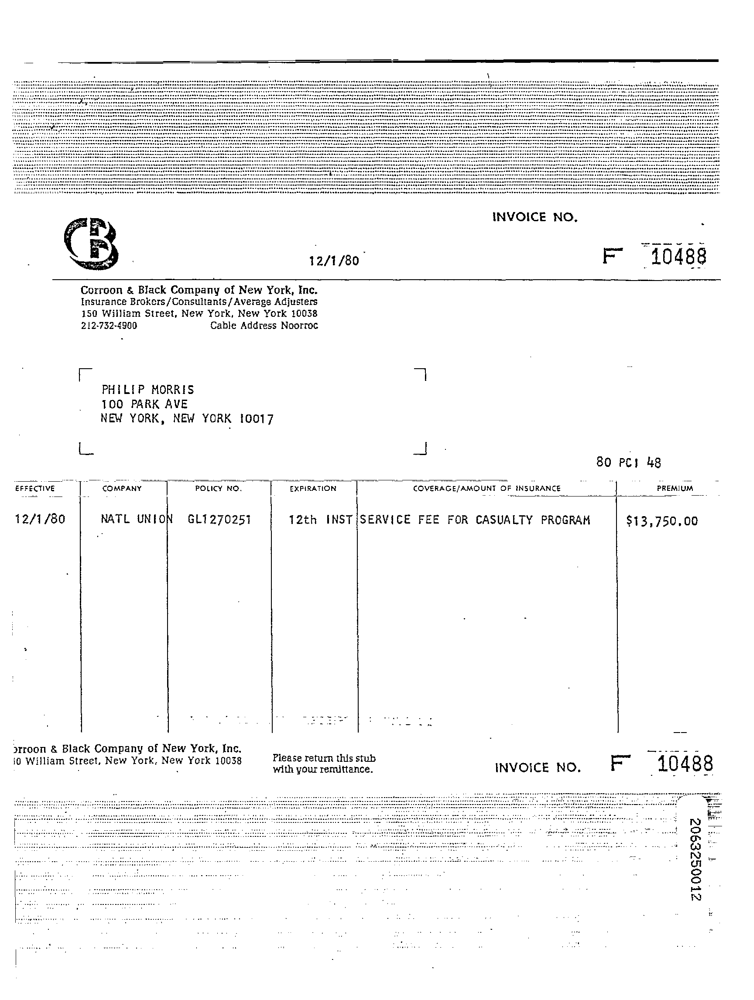 INVOICE NO.
12/1/80
F 10488
Corroon & Black Company of New York, Inc.
Insurance Brokers/Consultants/Average Adjusters
150 William Street, New York, New York 10038
212-732-4900 Cable Address Noorroc
PHILIP MORRIS
100 PARK AVE
NEW YORK, NEW YORK 10017
80 PCI 48
EFFECTIVE COMPANY POLICY NO. EXPIRATION COVERAGE/AMOUNT OF INSURANCE PREMIUM
12/1/80 NATL UNION GL1270251 12th INST SERVICE FEE FOR CASUALTY PROGRAM $13,750.00
orroon & Black Company of New York, Inc.
0 William Street, New York, New York 10038
Please return this stub
with your remittance.
INVOICE NO. F 10488
2063250012